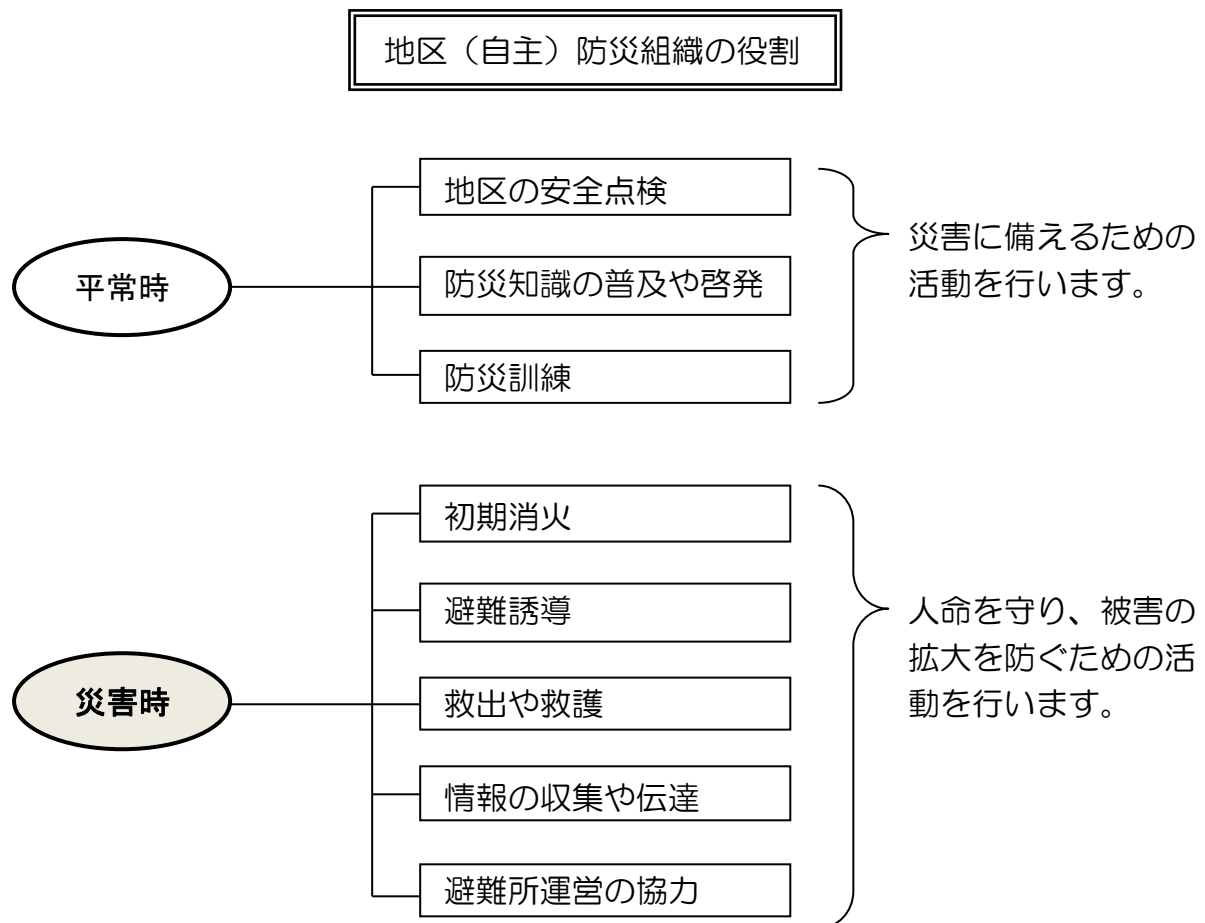 地区（自主）防災組織の役割
平常時
地区の安全点検
防災知識の普及や啓発
防災訓練
災害に備えるための
活動を行います。
災害時
初期消火
避難誘導
救出や救護
情報の収集や伝達
避難所運営の協力
人命を守り、被害の
拡大を防ぐための活
動を行います。